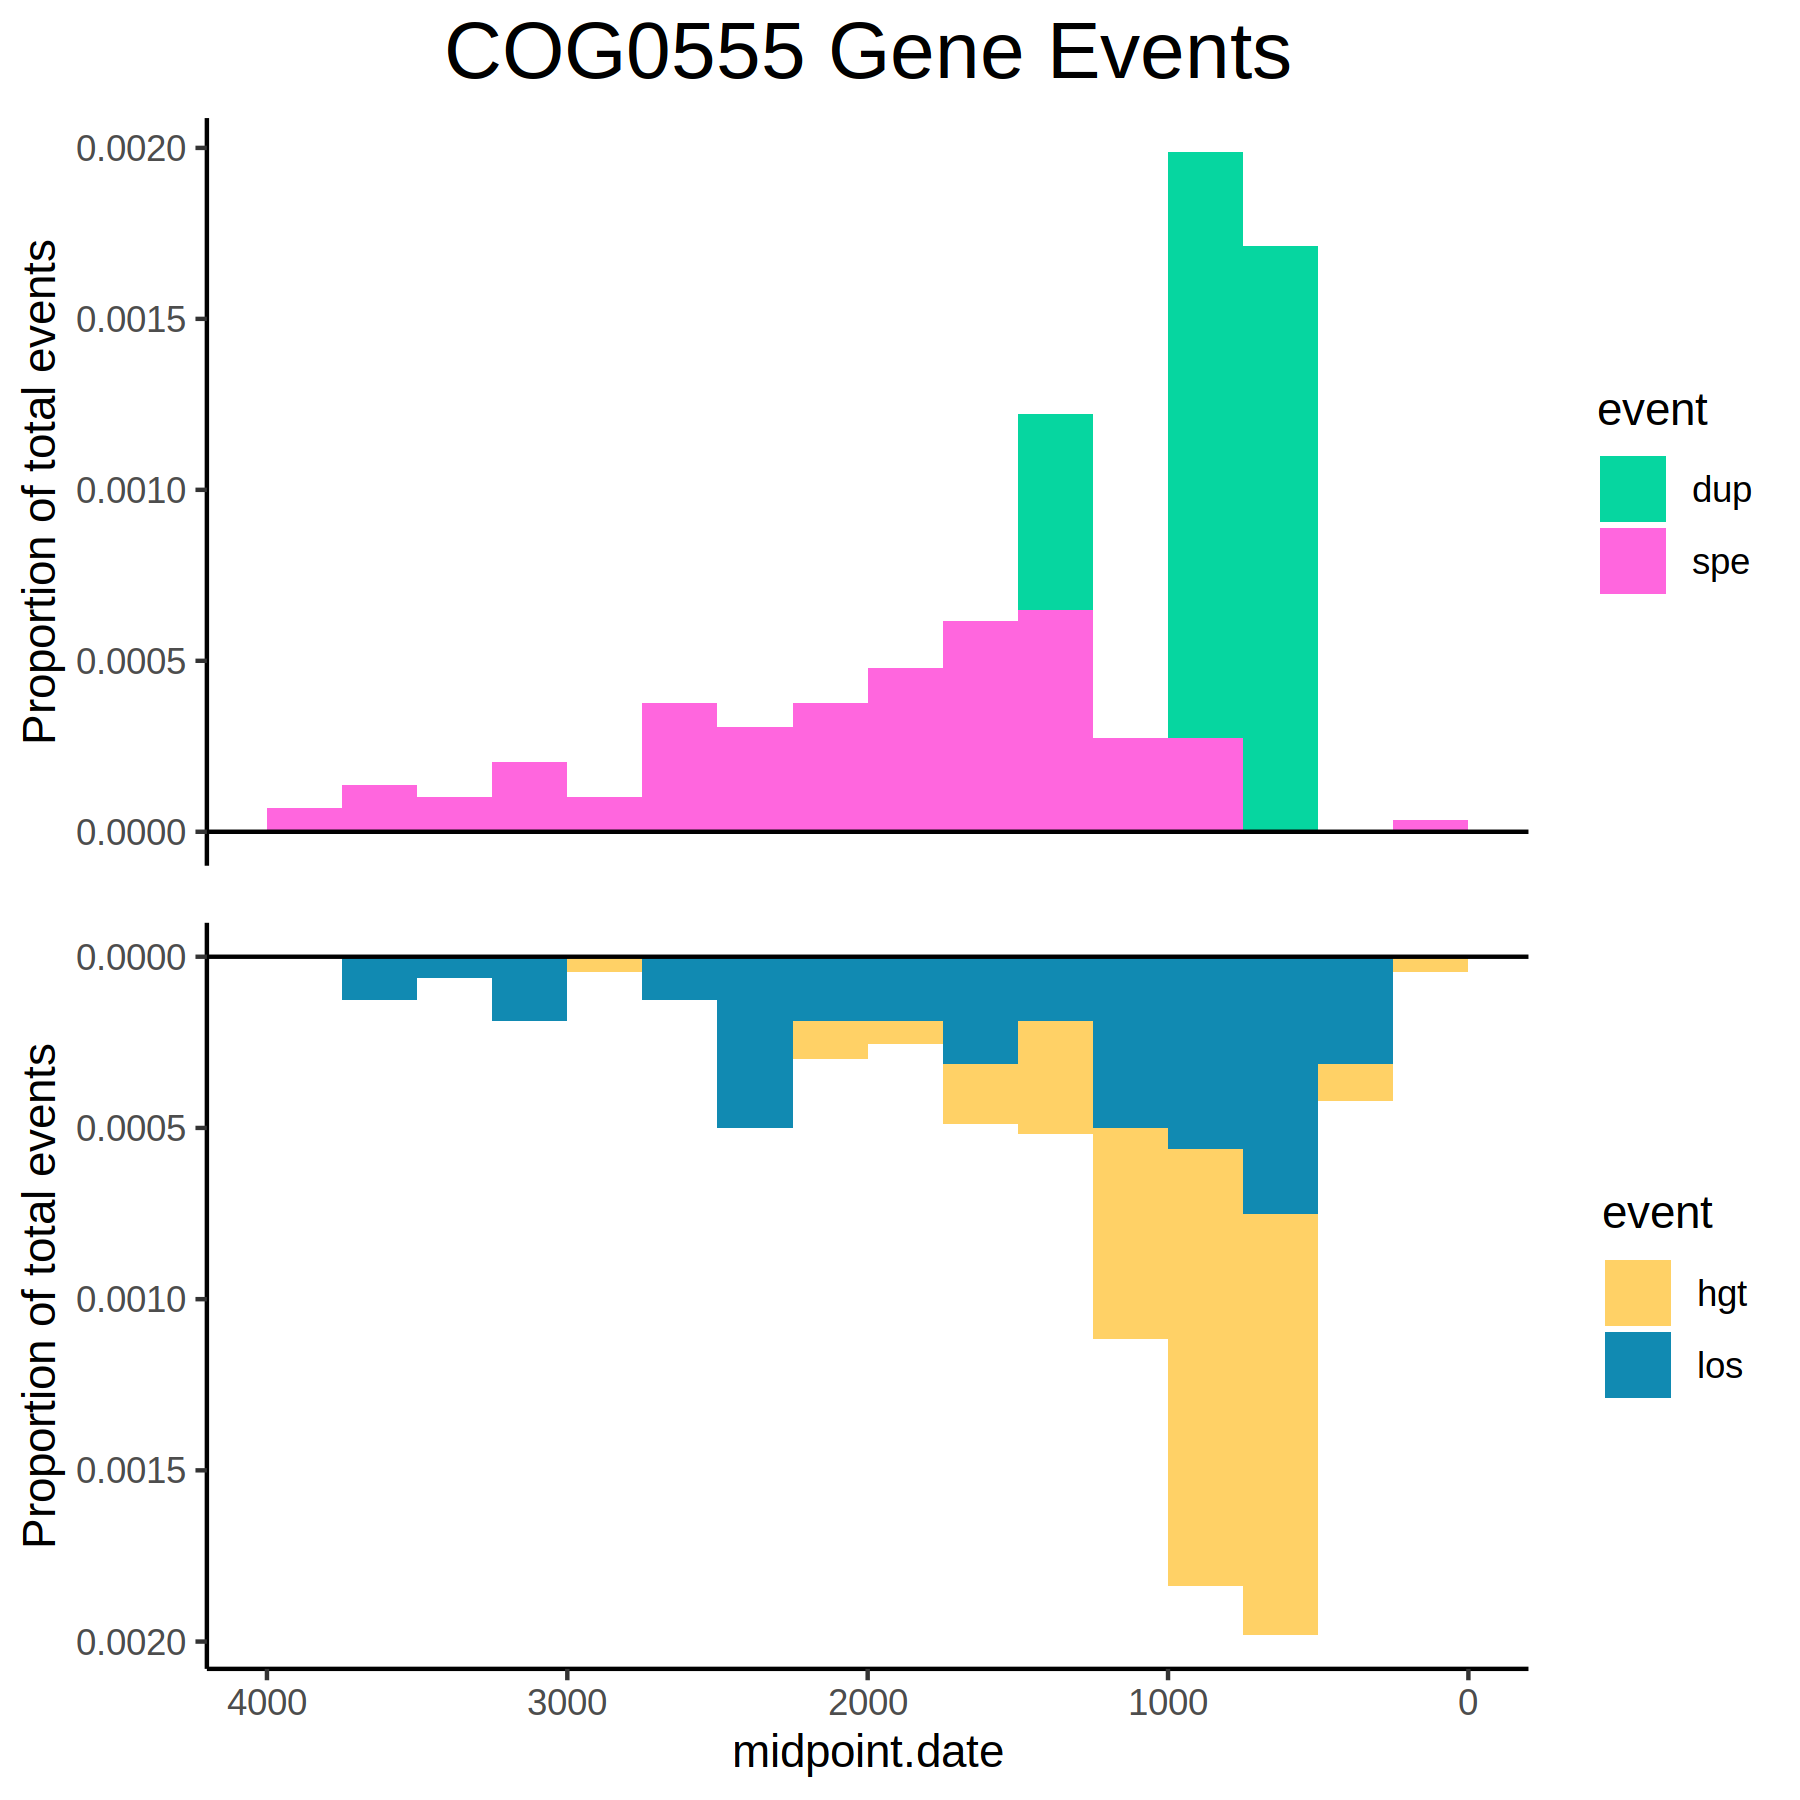 COG0555 Gene Events
Proportion of total events
0.0020
0.0015
0.0010
0.0005
0.0000
event
dup
spe
Proportion of total events
0.0000
0.0005
0.0010
0.0015
0.0020
event
hgt
los
4000 3000 2000 1000 0
midpoint.date